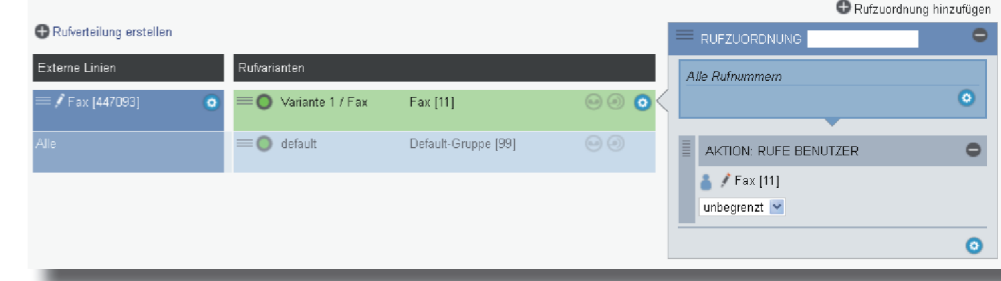 Rufzuordnung hinzufügen
Rufverteilung erstellen
RUFZUORDNUNG
Externe Linien
Rufvarianten
Alle Rufnummern
Fax [447093]
Variante 1 / Fax
Fax [11]
Alle
default
Default-Gruppe [99]
AKTION: RUFE BENUTZER
Fax [11]
unbegrenzt